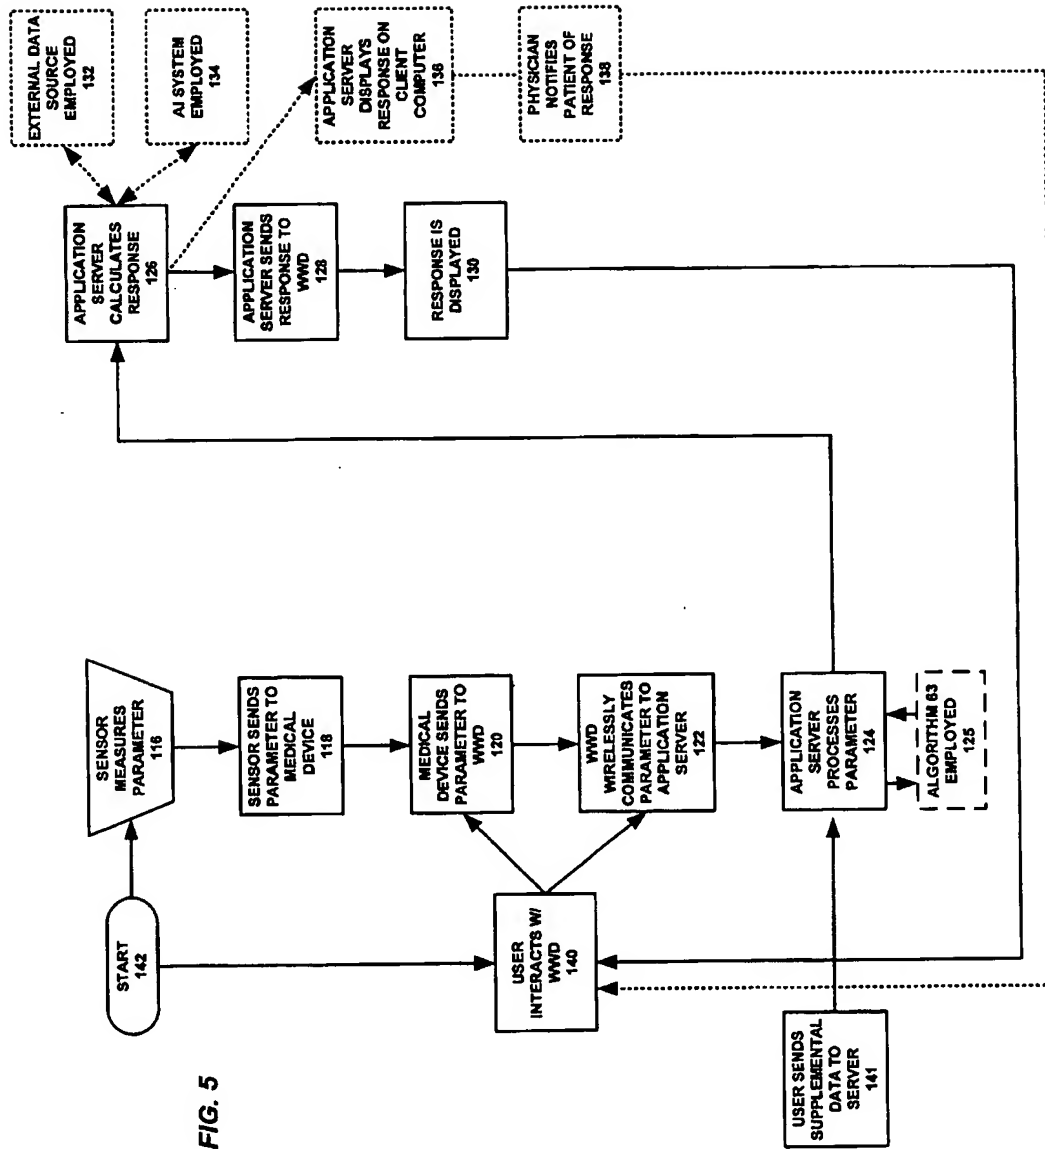 FIG. 5
START
142
SENSOR
MEASURES
PARAMETER
116
SENSOR SENDS
PARAMETER TO
MEDICAL
DEVICE
118
MEDICAL
DEVICE SENDS
PARAMETER TO
WWD
120
WWD
WIRELESSLY
COMMUNICATES
PARAMETER TO
APPLICATION
SERVER
122
APPLICATION
SERVER
PROCESSES
PARAMETER
124
ALGORITHM 63
EMPLOYED
125
USER
INTERACTS W/
WWD
140
USER SENDS
SUPPLEMENTAL
DATA TO
SERVER
141
APPLICATION
SERVER
CALCULATES
RESPONSE
126
APPLICATION
SERVER SENDS
RESPONSE TO
WWD
128
RESPONSE IS
DISPLAYED
130
EXTERNAL DATA
SOURCE
EMPLOYED
132
AI SYSTEM
EMPLOYED
134
APPLICATION
SERVER
DISPLAYS
RESPONSE ON
CLIENT
COMPUTER
136
PHYSICIAN
NOTIFIES
PATIENT OF
RESPONSE
138